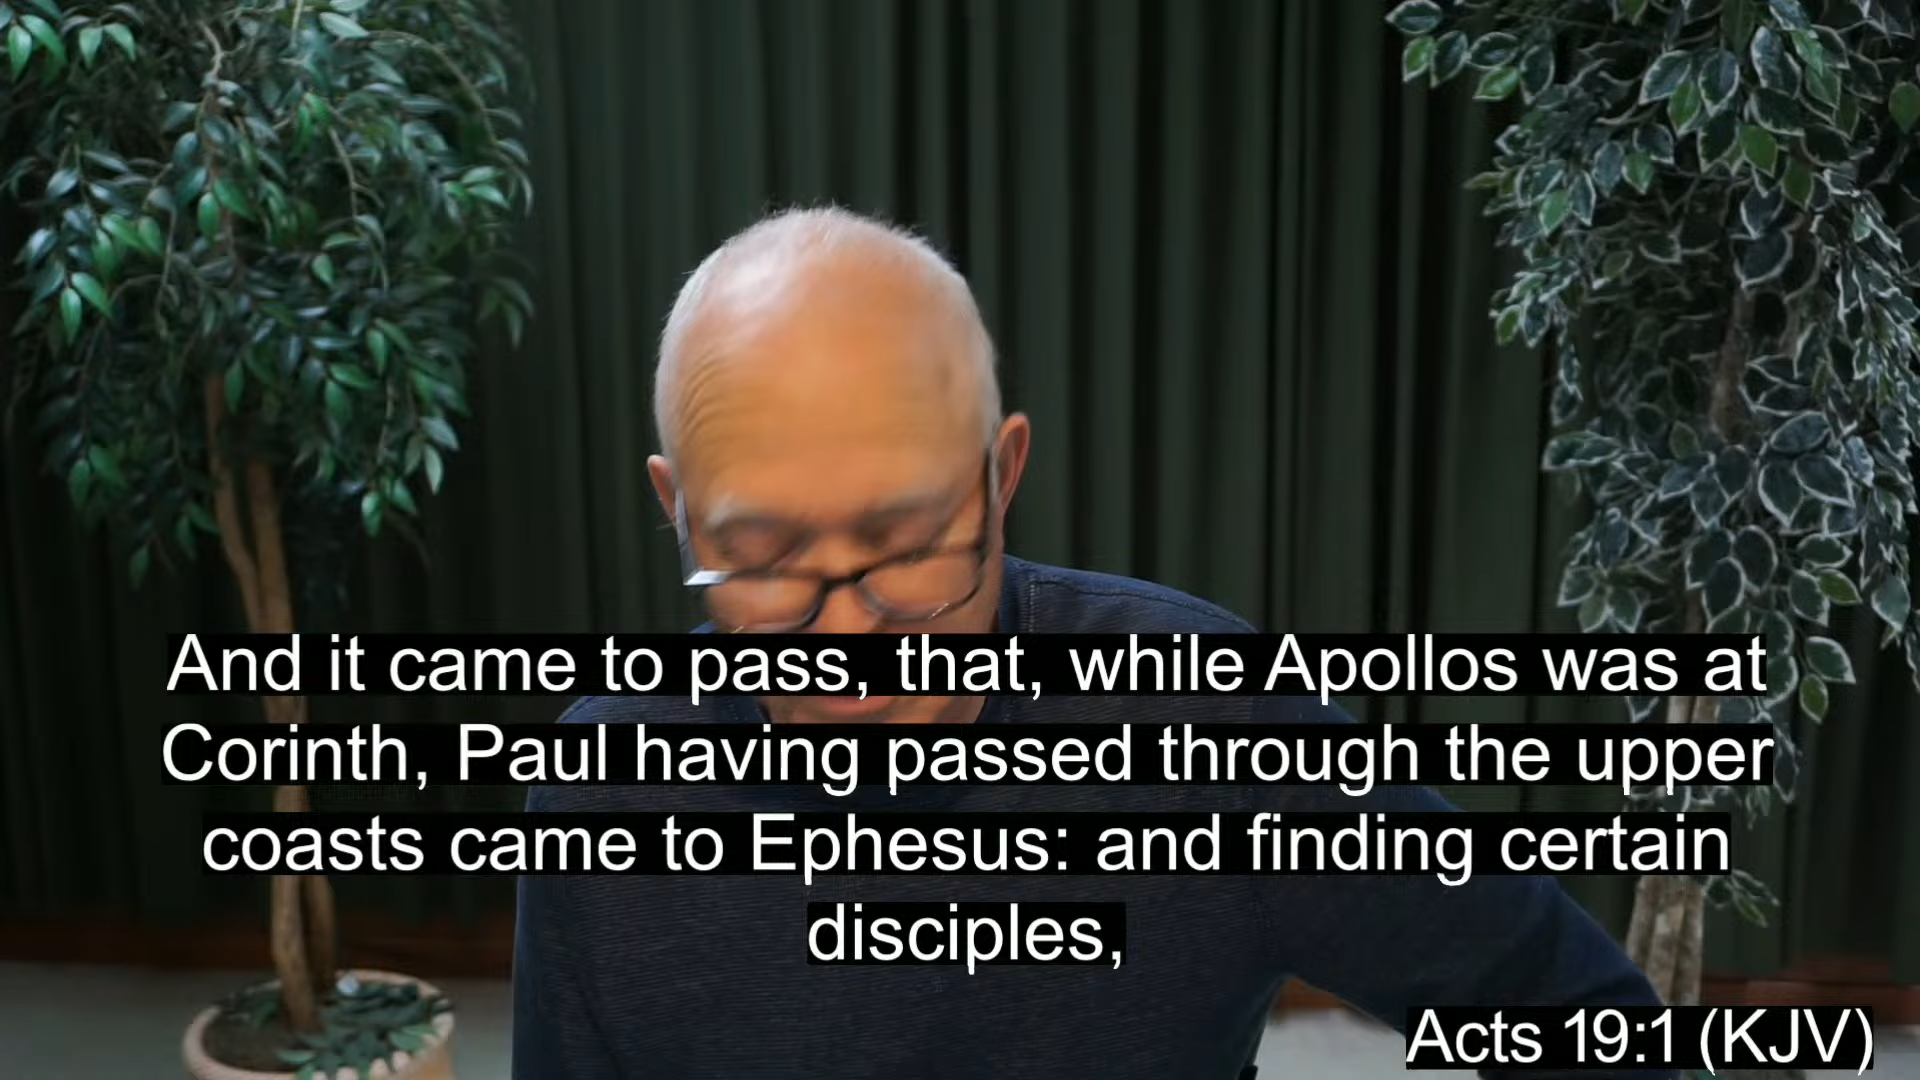 And it came to pass, that, while Apollos was at
Corinth, Paul having passed through the upper
coasts came to Ephesus: and finding certain
disciples,
Acts 19:1 (KJV)